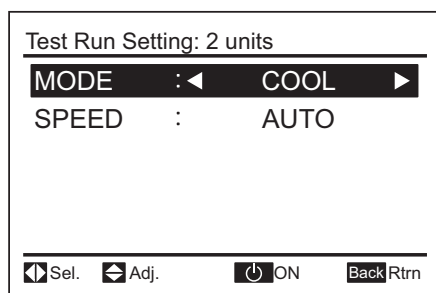 Test Run Setting: 2 units
MODE : ◀ COOL ▶
SPEED : AUTO
Sel. Adj. ON Back Rtrn